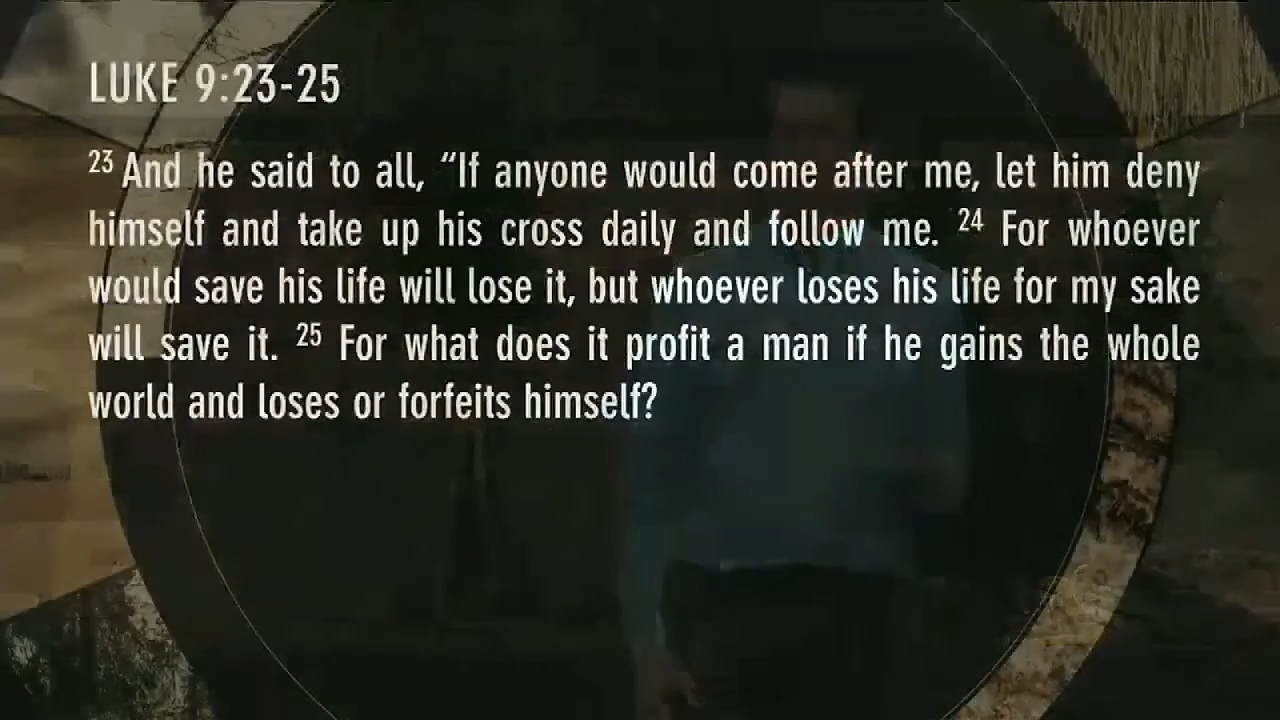 LUKE 9:23-25
23 And he said to all, “If anyone would come after me, let him deny
himself and take up his cross daily and follow me. 24 For whoever
would save his life will lose it, but whoever loses his life for my sake
will save it. 25 For what does it profit a man if he gains the whole
world and loses or forfeits himself?